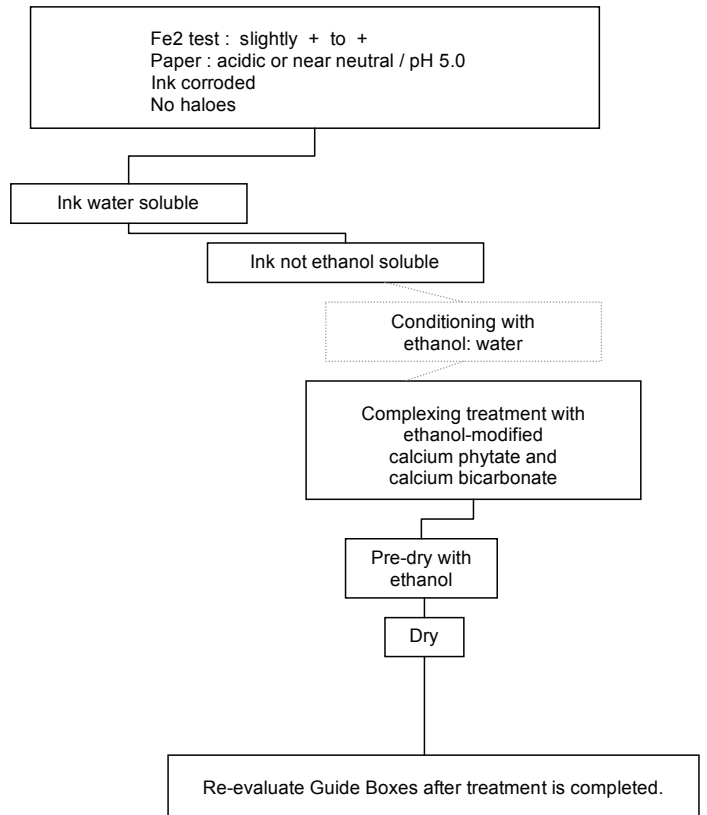 Fe2 test : slightly + to +
Paper : acidic or near neutral / pH 5.0
Ink corroded
No haloes
Ink water soluble
Ink not ethanol soluble
Conditioning with
ethanol: water
Complexing treatment with
ethanol-modified
calcium phytate and
calcium bicarbonate
Pre-dry with
ethanol
Dry
Re-evaluate Guide Boxes after treatment is completed.